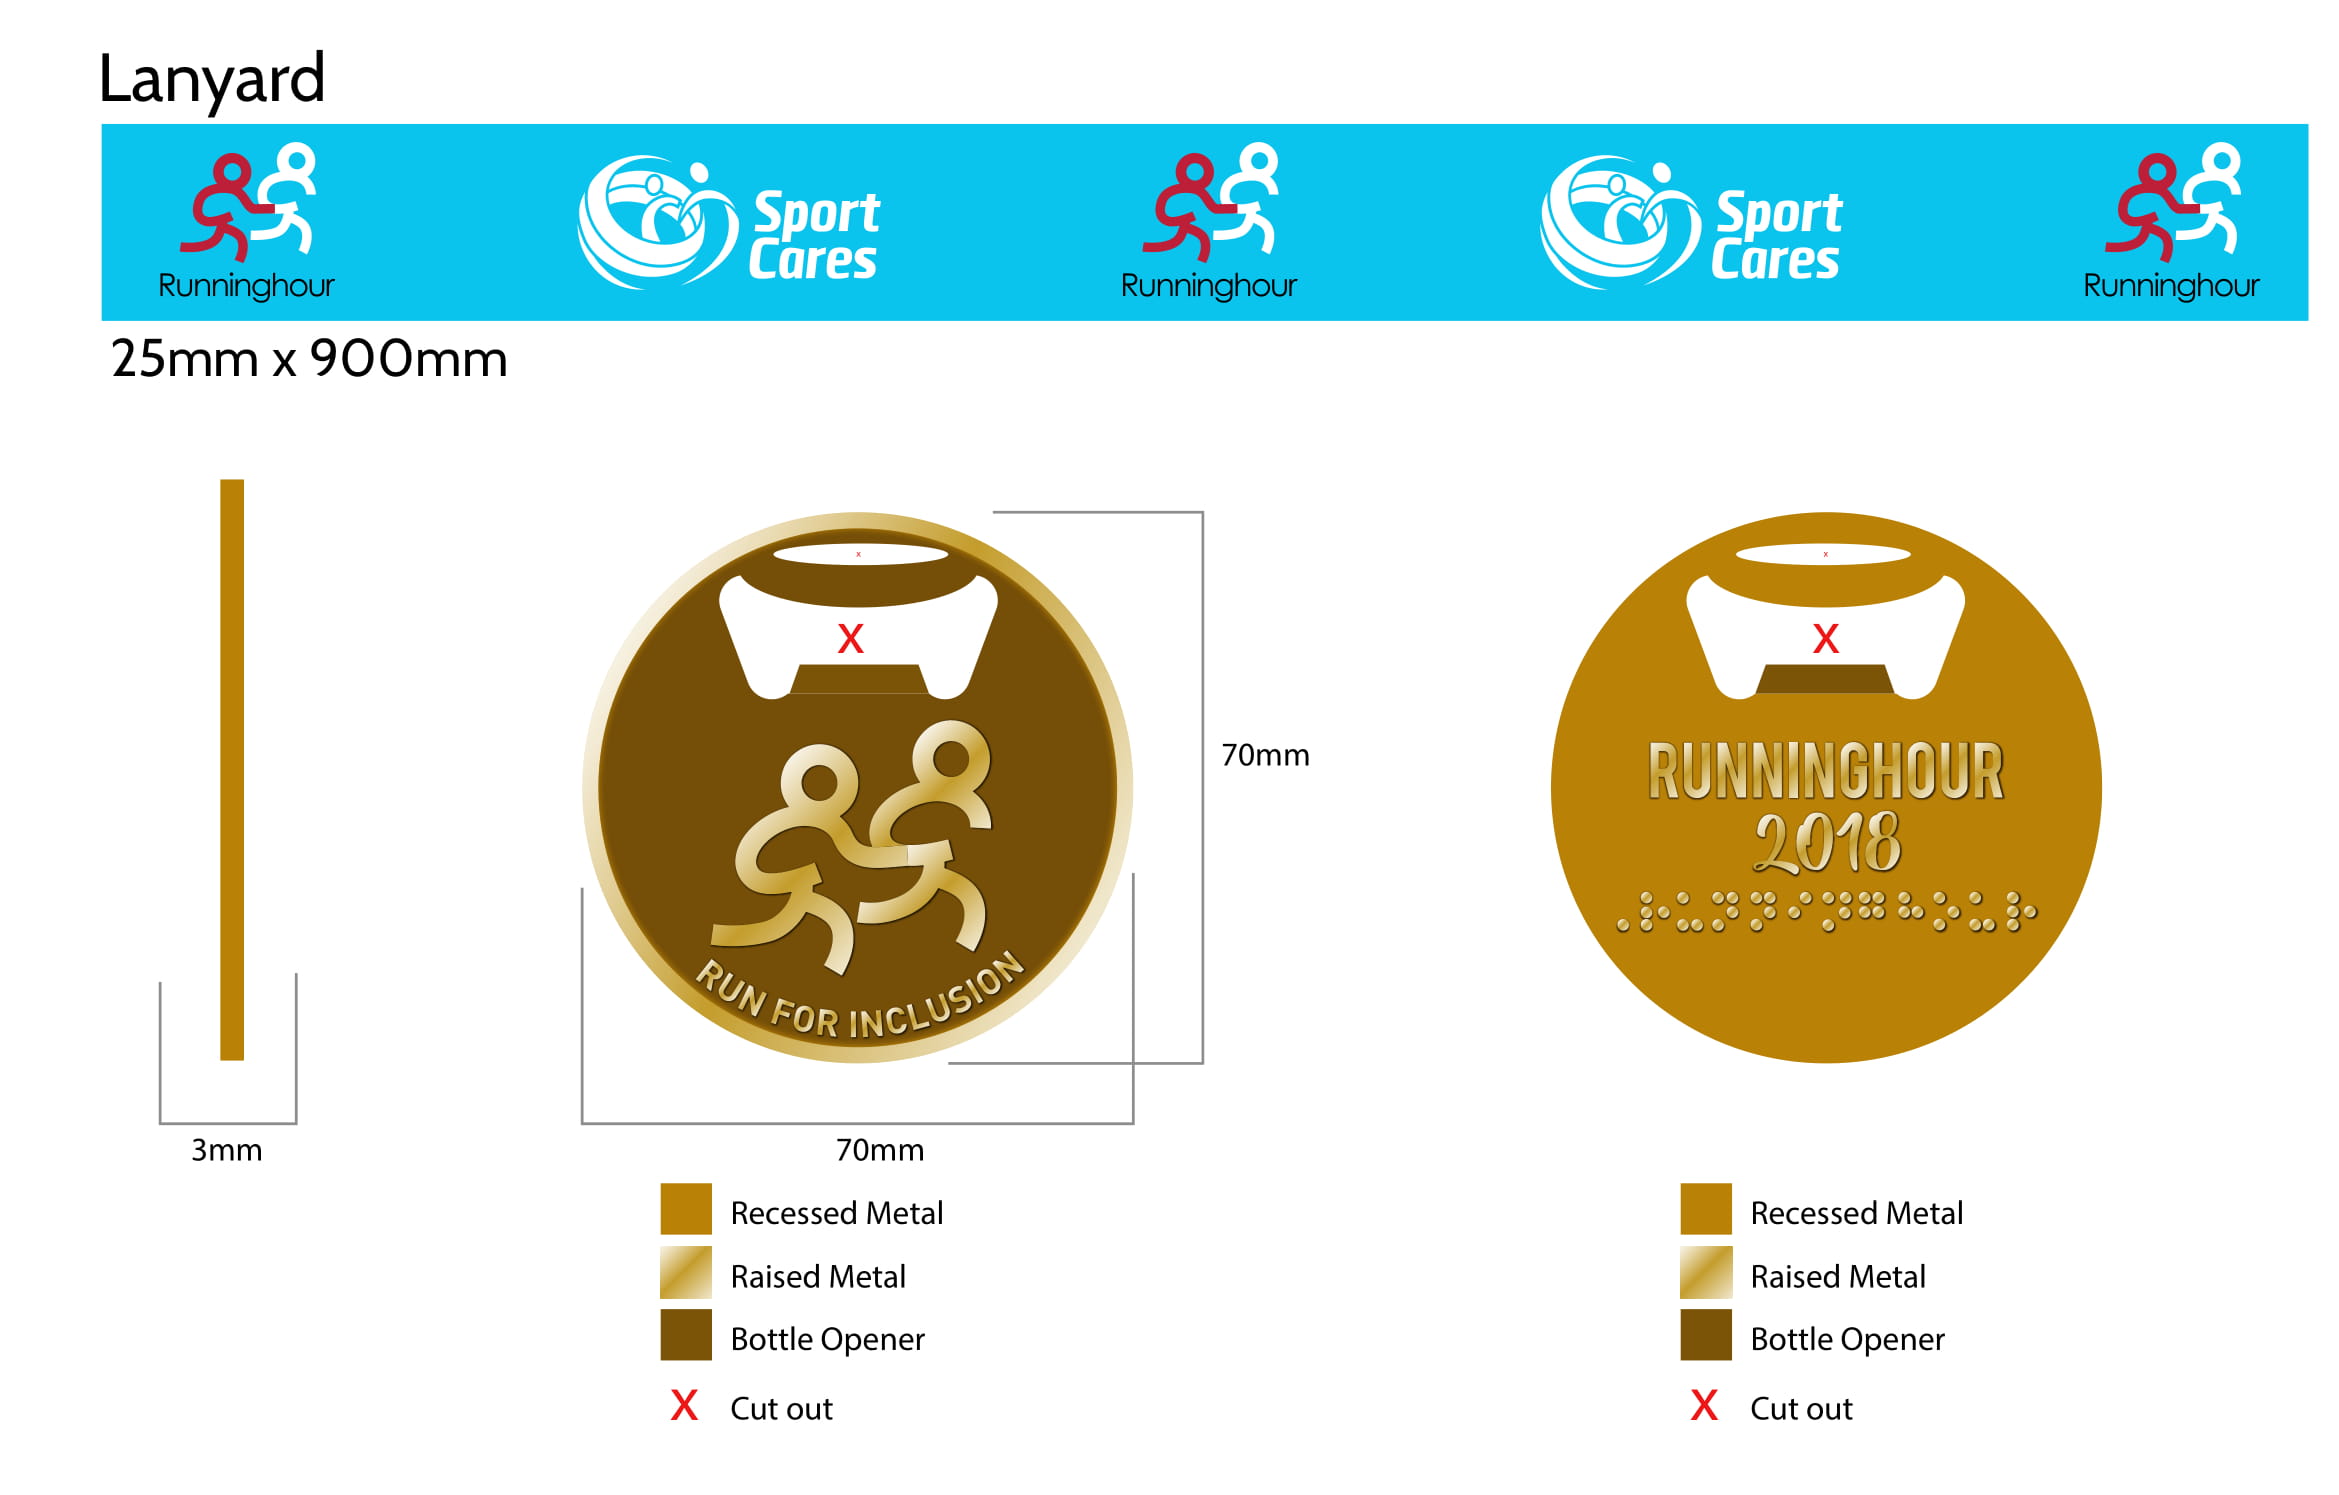 Lanyard
Runninghour
Sport
Cares
Runninghour
Sport
Cares
Runninghour
25mm x 900mm
X
X
RUN FOR INCLUSION
70mm
70mm
3mm
X
X
RUNNINGHOUR
2018
⠠⠗⠥⠝⠝⠊⠝⠛⠓⠕⠥⠗
Recessed Metal
Raised Metal
Bottle Opener
X Cut out
Recessed Metal
Raised Metal
Bottle Opener
X Cut out